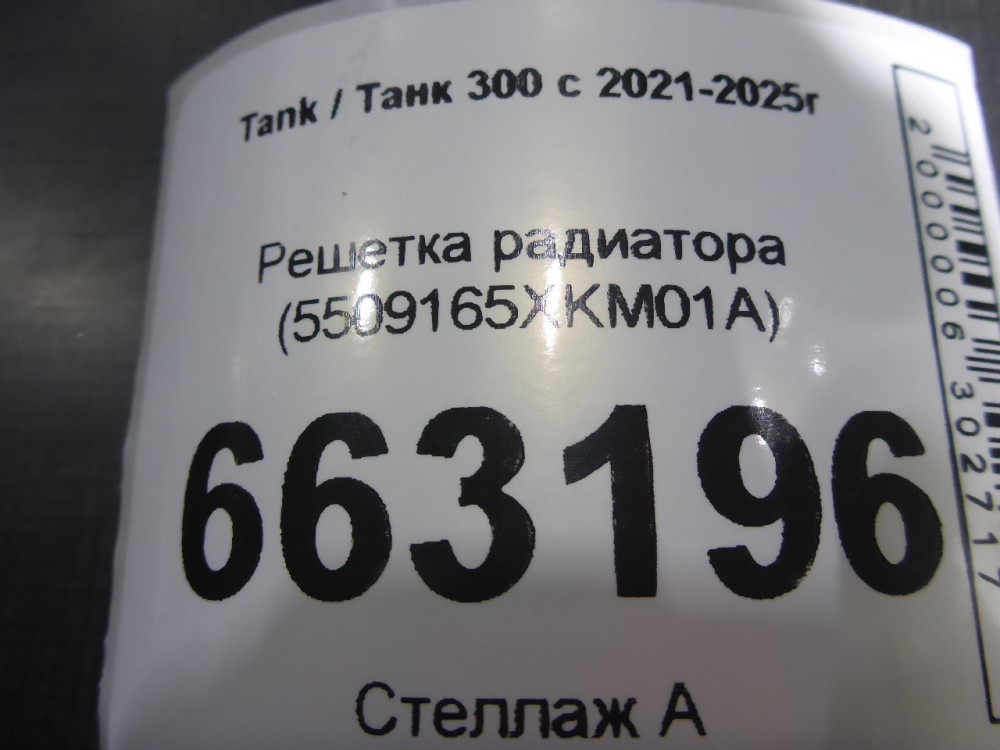 Tank / Танк 300 с 2021-2025г
Решетка радиатора
(5509165XKM01A)
663196
Стеллаж А
2000006302717